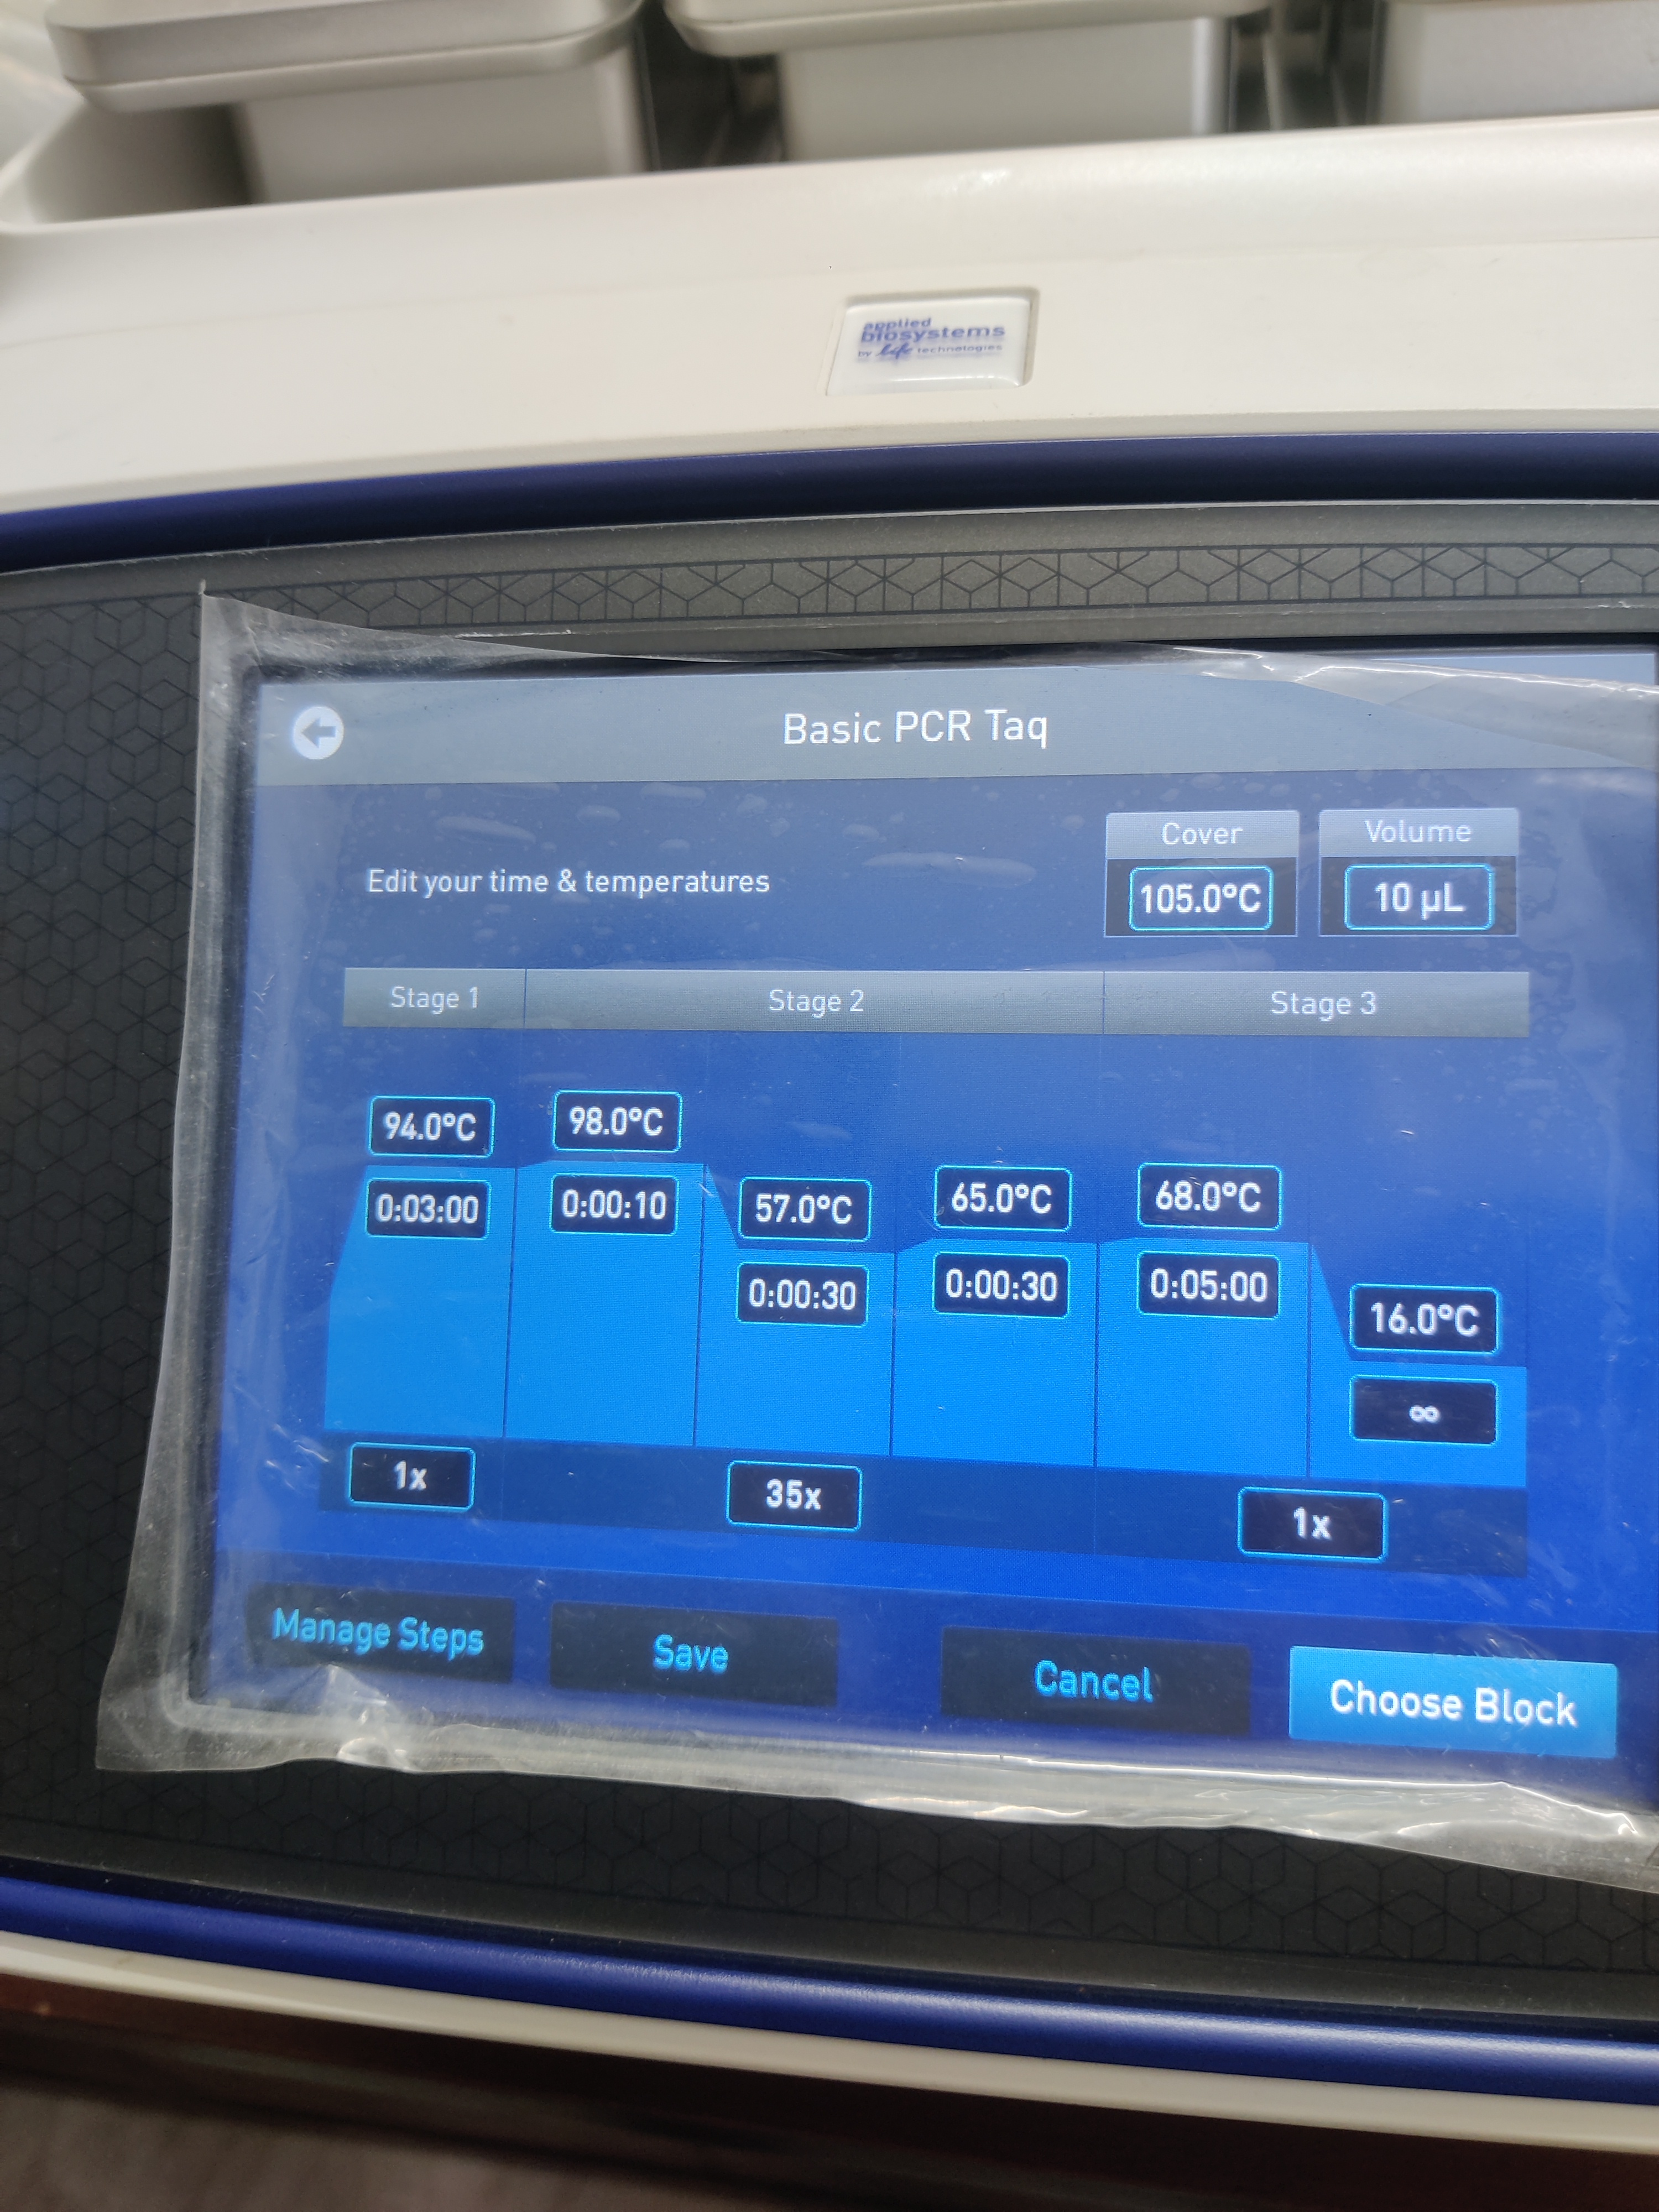 applied
biosystems
by life technologies
Basic PCR Taq
Edit your time & temperatures
Cover
105.0°C
Volume
10 µL
Stage 1
Stage 2
Stage 3
94.0°C
0:03:00
98.0°C
0:00:10
57.0°C
0:00:30
65.0°C
0:00:30
68.0°C
0:05:00
16.0°C
∞
1x
35x
1x
Manage Steps
Save
Cancel
Choose Block